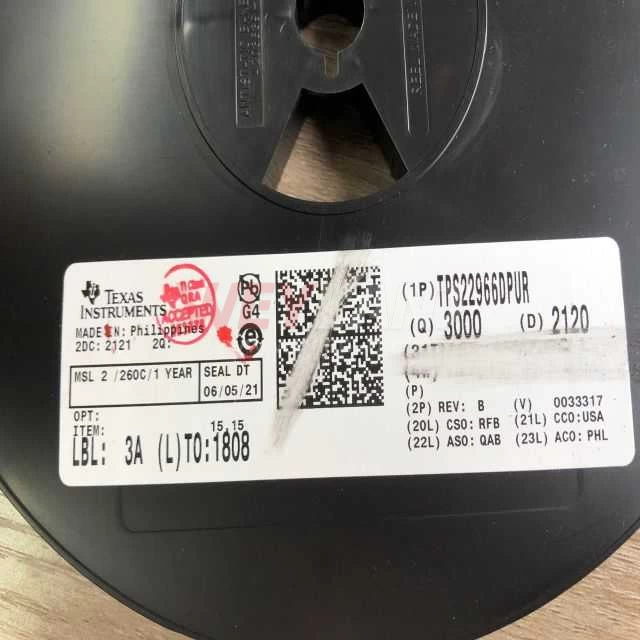 TEXAS
INSTRUMENTS
MADE IN: Philippines
2DC: 2121 2Q:
MSL 2 /260C/1 YEAR
SEAL DT
06/05/21
OPT:
ITEM: 15,15
LBL: 3A (L)TO:1808
ACCEPTED
Pb
G4
e
(1P) TPS22966DPUR
(Q) 3000 (D) 2120
(P)
(2P) REV: B (V) 0033317
(20L) CSO:RFB (21L) CCO:USA
(22L) ASO:QAB (23L) ACO:PHL